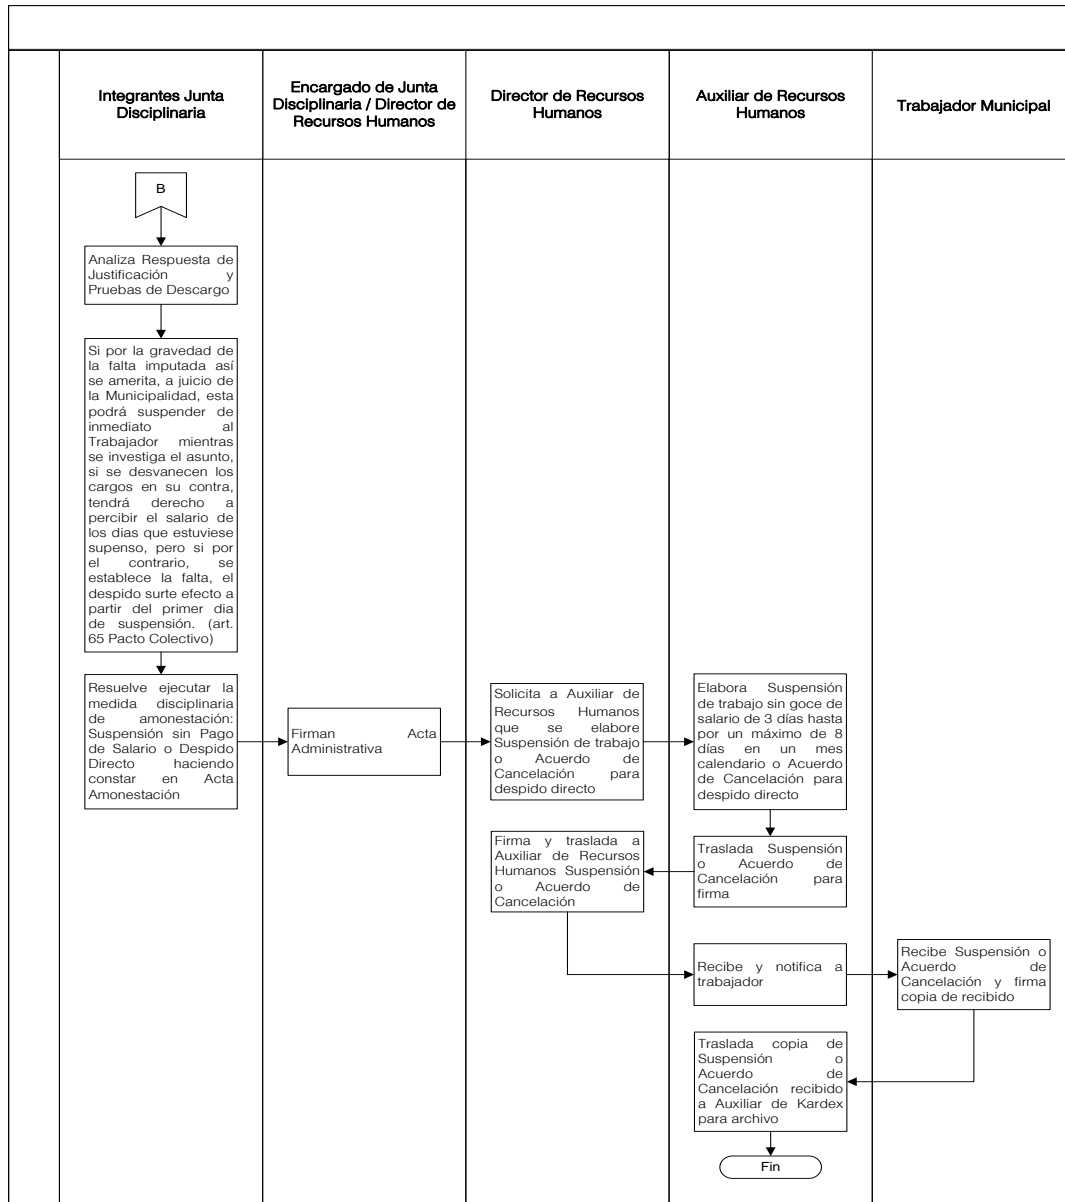 Integrantes Junta
Disciplinaria
Encargado de Junta
Disciplinaria / Director de
Recursos Humanos
Director de Recursos
Humanos
Auxiliar de Recursos
Humanos
Trabajador Municipal
B
Analiza Respuesta de
Justificación y
Pruebas de Descargo
Si por la gravedad de
la falta imputada así
se amerita, a juicio de
la Municipalidad, esta
podrá suspender de
inmediato al
Trabajador mientras
se investiga el asunto,
si se desvanecen los
cargos en su contra,
tendrá derecho a
percibir el salario de
los dias que estuviese
supenso, pero si por
el contrario, se
establece la falta, el
despido surte efecto a
partir del primer dia
de suspensión. (art.
65 Pacto Colectivo)
Resuelve ejecutar la
medida disciplinaria
de amonestación:
Suspensión sin Pago
de Salario o Despido
Directo haciendo
constar en Acta
Amonestación
Firman Acta
Administrativa
Solicita a Auxiliar de
Recursos Humanos
que se elabore
Suspensión de trabajo
o Acuerdo de
Cancelación para
despido directo
Elabora Suspensión
de trabajo sin goce de
salario de 3 días hasta
por un máximo de 8
días en un mes
calendario o Acuerdo
de Cancelación para
despido directo
Traslada Suspensión
o Acuerdo de
Cancelación para
firma
Firma y traslada a
Auxiliar de Recursos
Humanos Suspensión
o Acuerdo de
Cancelación
Recibe y notifica a
trabajador
Recibe Suspensión o
Acuerdo de
Cancelación y firma
copia de recibido
Traslada copia de
Suspensión o
Acuerdo de
Cancelación recibido
a Auxiliar de Kardex
para archivo
Fin